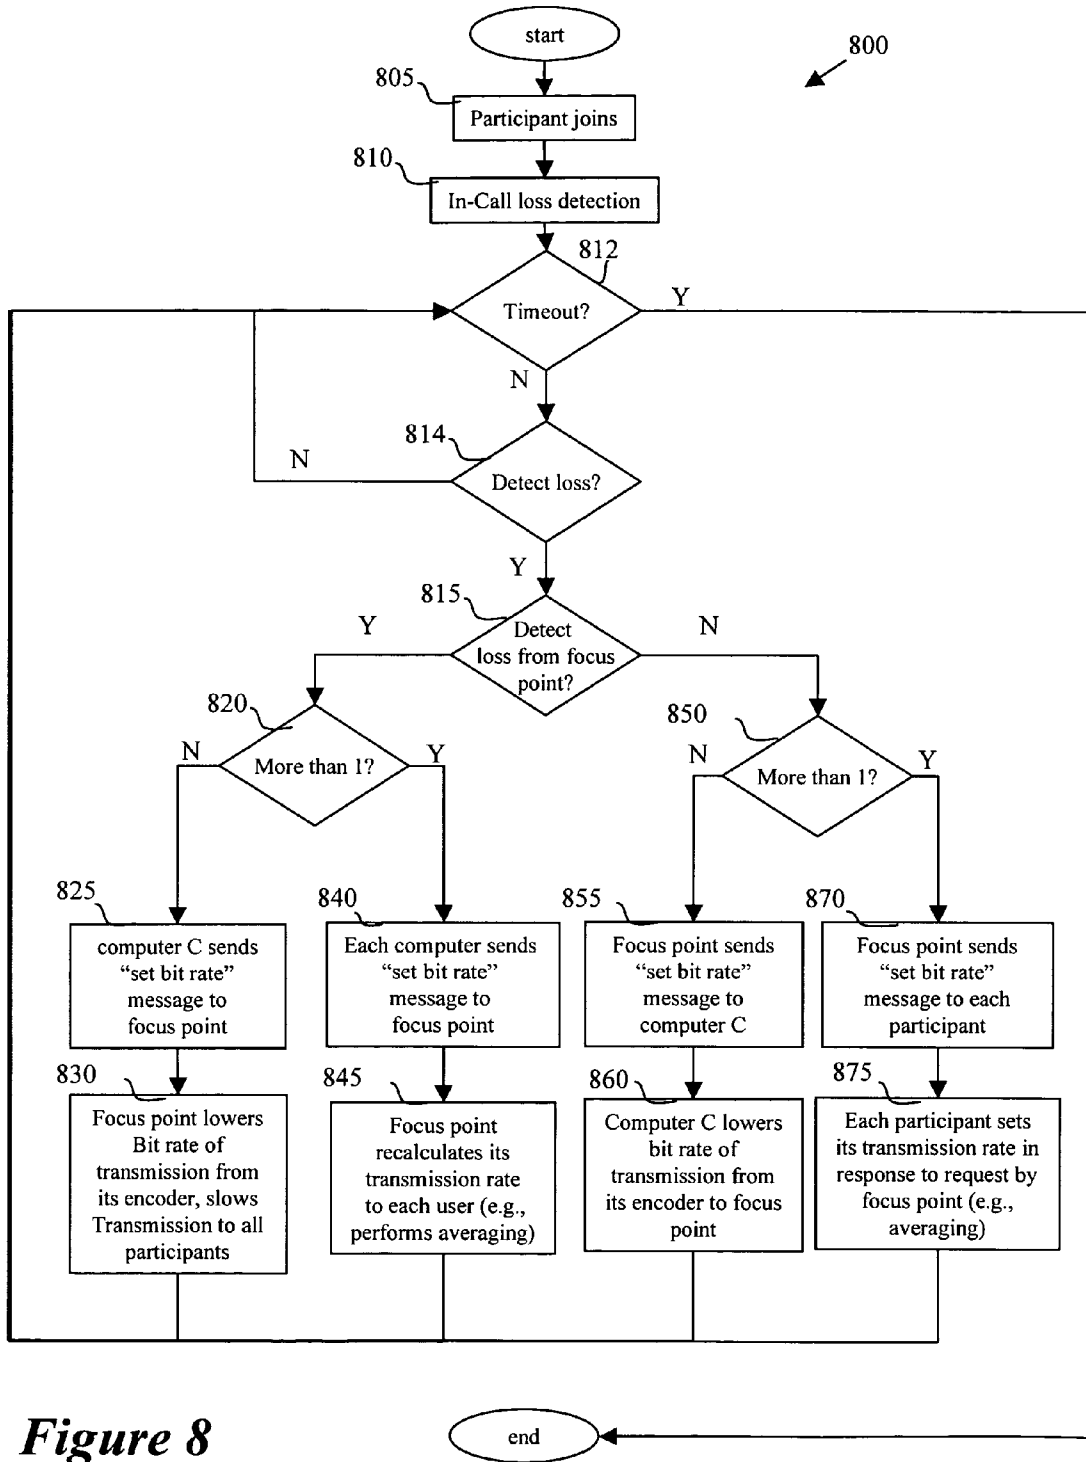 start
800
805
Participant joins
810
In-Call loss detection
812
Timeout?
Y
N
814
N
Detect loss?
Y
815
Y
N
Detect
loss from focus
point?
820
850
N
Y
N
Y
More than 1?
More than 1?
825
computer C sends
“set bit rate”
message to
focus point
840
Each computer sends
“set bit rate”
message to
focus point
855
Focus point sends
“set bit rate”
message to
computer C
870
Focus point sends
“set bit rate”
message to each
participant
830
Focus point lowers
Bit rate of
transmission from
its encoder, slows
Transmission to all
participants
845
Focus point
recalculates its
transmission rate
to each user (e.g.,
performs averaging)
860
Computer C lowers
bit rate of
transmission from
its encoder to focus
point
875
Each participant sets
its transmission rate in
response to request by
focus point (e.g.,
averaging)
Figure 8
end